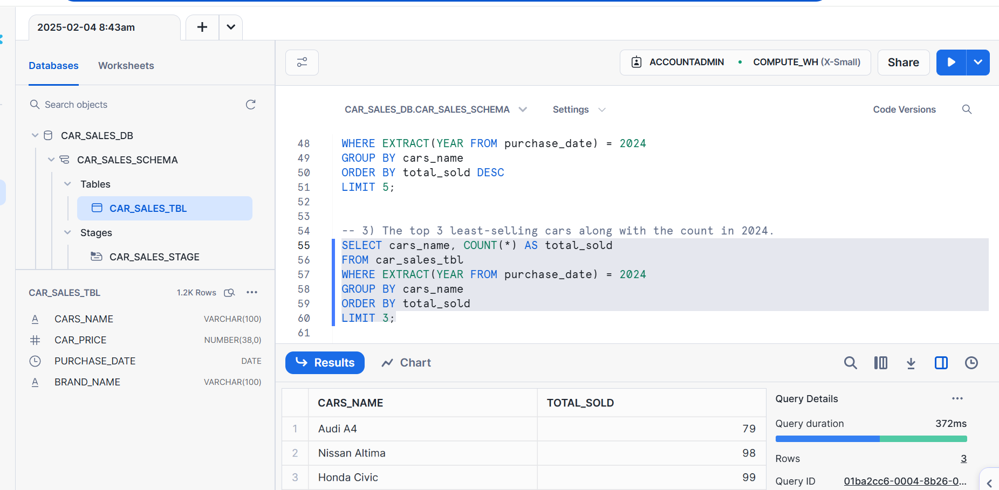 2025-02-04 8:43am
Databases
Worksheets
ACCOUNTADMIN
COMPUTE_WH (X-Small)
Share
Search objects
CAR_SALES_DB
CAR_SALES_SCHEMA
Tables
CAR_SALES_TBL
Stages
CAR_SALES_STAGE
CAR_SALES_TBL
1.2K Rows
CARS_NAME VARCHAR(100)
CAR_PRICE NUMBER(38,0)
PURCHASE_DATE DATE
BRAND_NAME VARCHAR(100)
CAR_SALES_DB.CAR_SALES_SCHEMA
Settings
Code Versions
48 WHERE EXTRACT(YEAR FROM purchase_date) = 2024
49 GROUP BY cars_name
50 ORDER BY total_sold DESC
51 LIMIT 5;
52
53
54 -- 3) The top 3 least-selling cars along with the count in 2024.
55 SELECT cars_name, COUNT(*) AS total_sold
56 FROM car_sales_tbl
57 WHERE EXTRACT(YEAR FROM purchase_date) = 2024
58 GROUP BY cars_name
59 ORDER BY total_sold
60 LIMIT 3;
61
Results
Chart
CARS_NAME TOTAL_SOLD
1 Audi A4 79
2 Nissan Altima 98
3 Honda Civic 99
Query Details
Query duration 372ms
Rows 3
Query ID 01ba2cc6-0004-8b26-0...